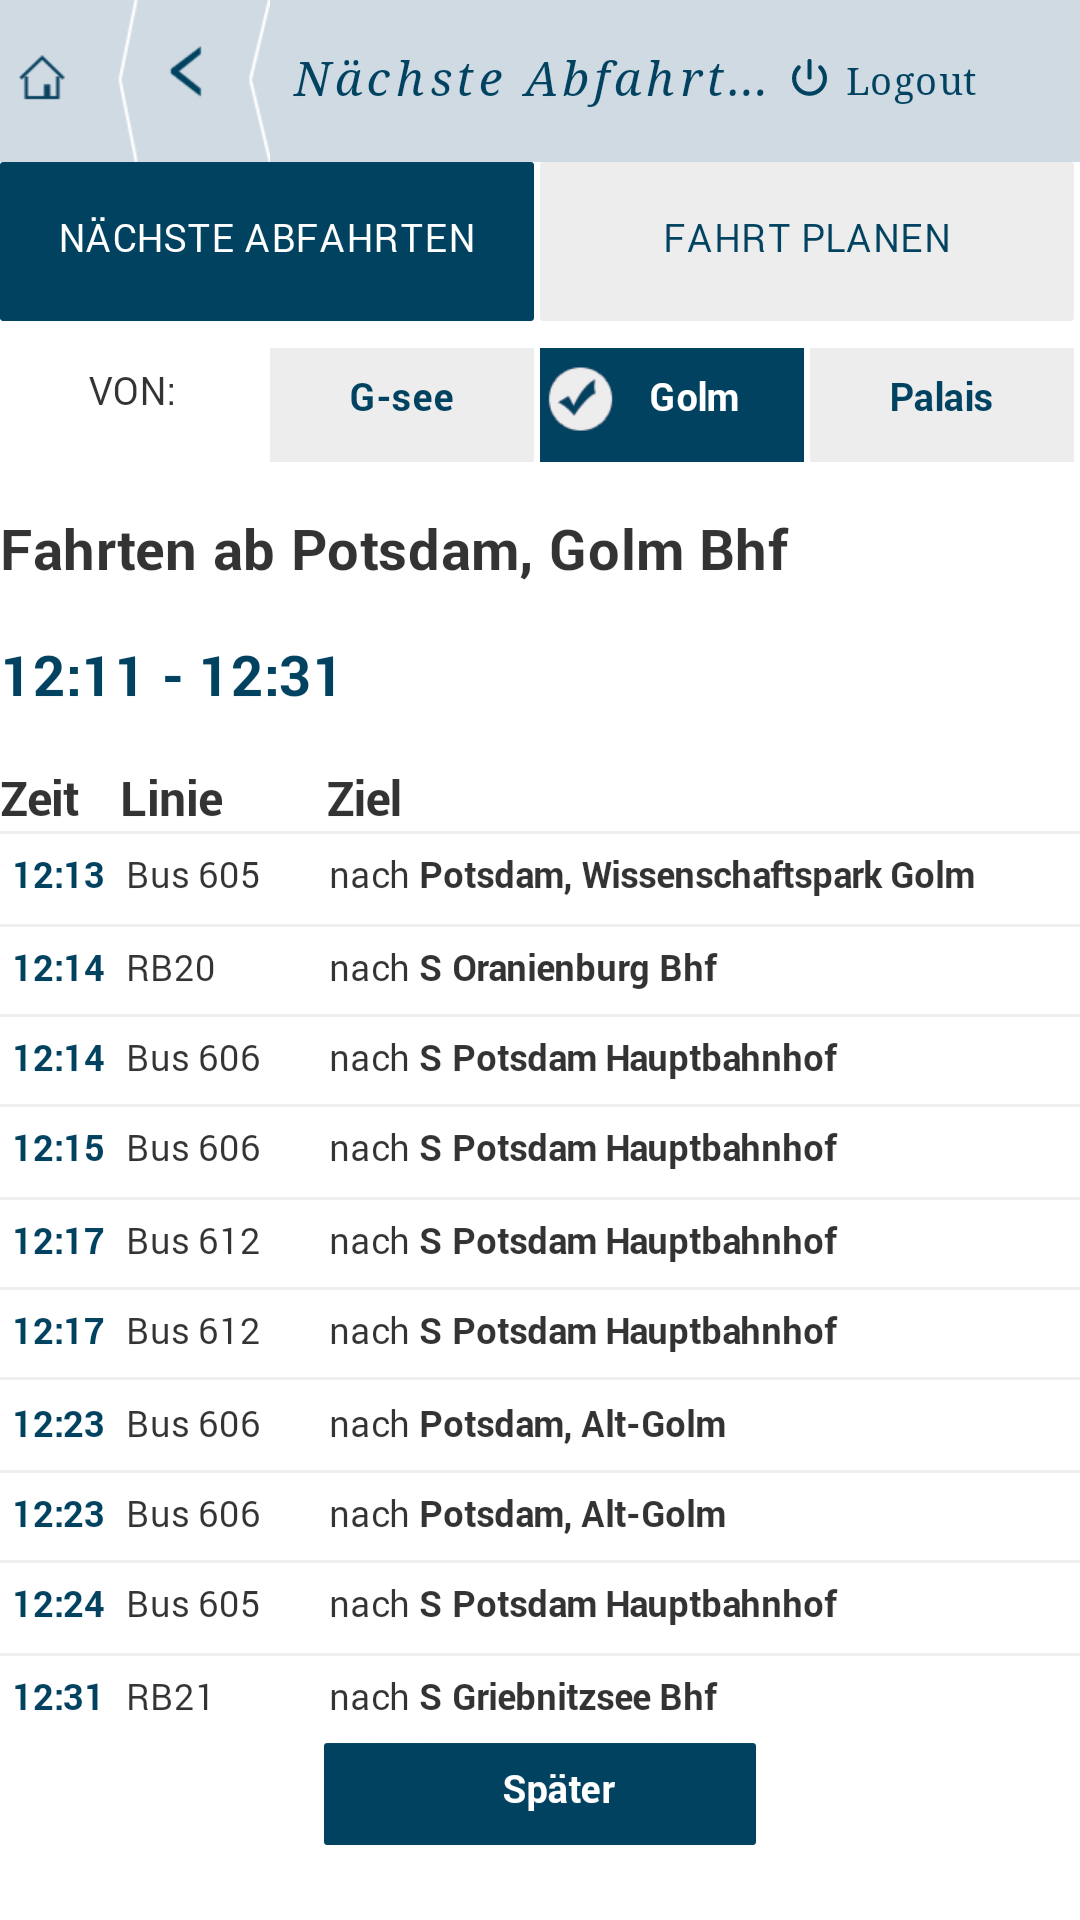 Nächste Abfahrt... Logout
NÄCHSTE ABFAHRTEN FAHRT PLANEN
VON: G-see Golm Palais
Fahrten ab Potsdam, Golm Bhf
12:11 - 12:31
Zeit Linie Ziel
12:13 Bus 605 nach Potsdam, Wissenschaftspark Golm
12:14 RB20 nach S Oranienburg Bhf
12:14 Bus 606 nach S Potsdam Hauptbahnhof
12:15 Bus 606 nach S Potsdam Hauptbahnhof
12:17 Bus 612 nach S Potsdam Hauptbahnhof
12:17 Bus 612 nach S Potsdam Hauptbahnhof
12:23 Bus 606 nach Potsdam, Alt-Golm
12:23 Bus 606 nach Potsdam, Alt-Golm
12:24 Bus 605 nach S Potsdam Hauptbahnhof
12:31 RB21 nach S Griebnitzsee Bhf
Später